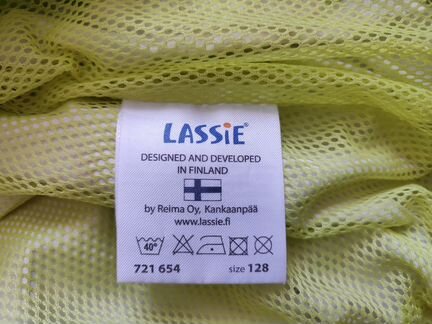 LASSIE®
DESIGNED AND DEVELOPED
IN FINLAND
by Reima Oy, Kankaanpää
www.lassie.fi
40°
721 654 size 128